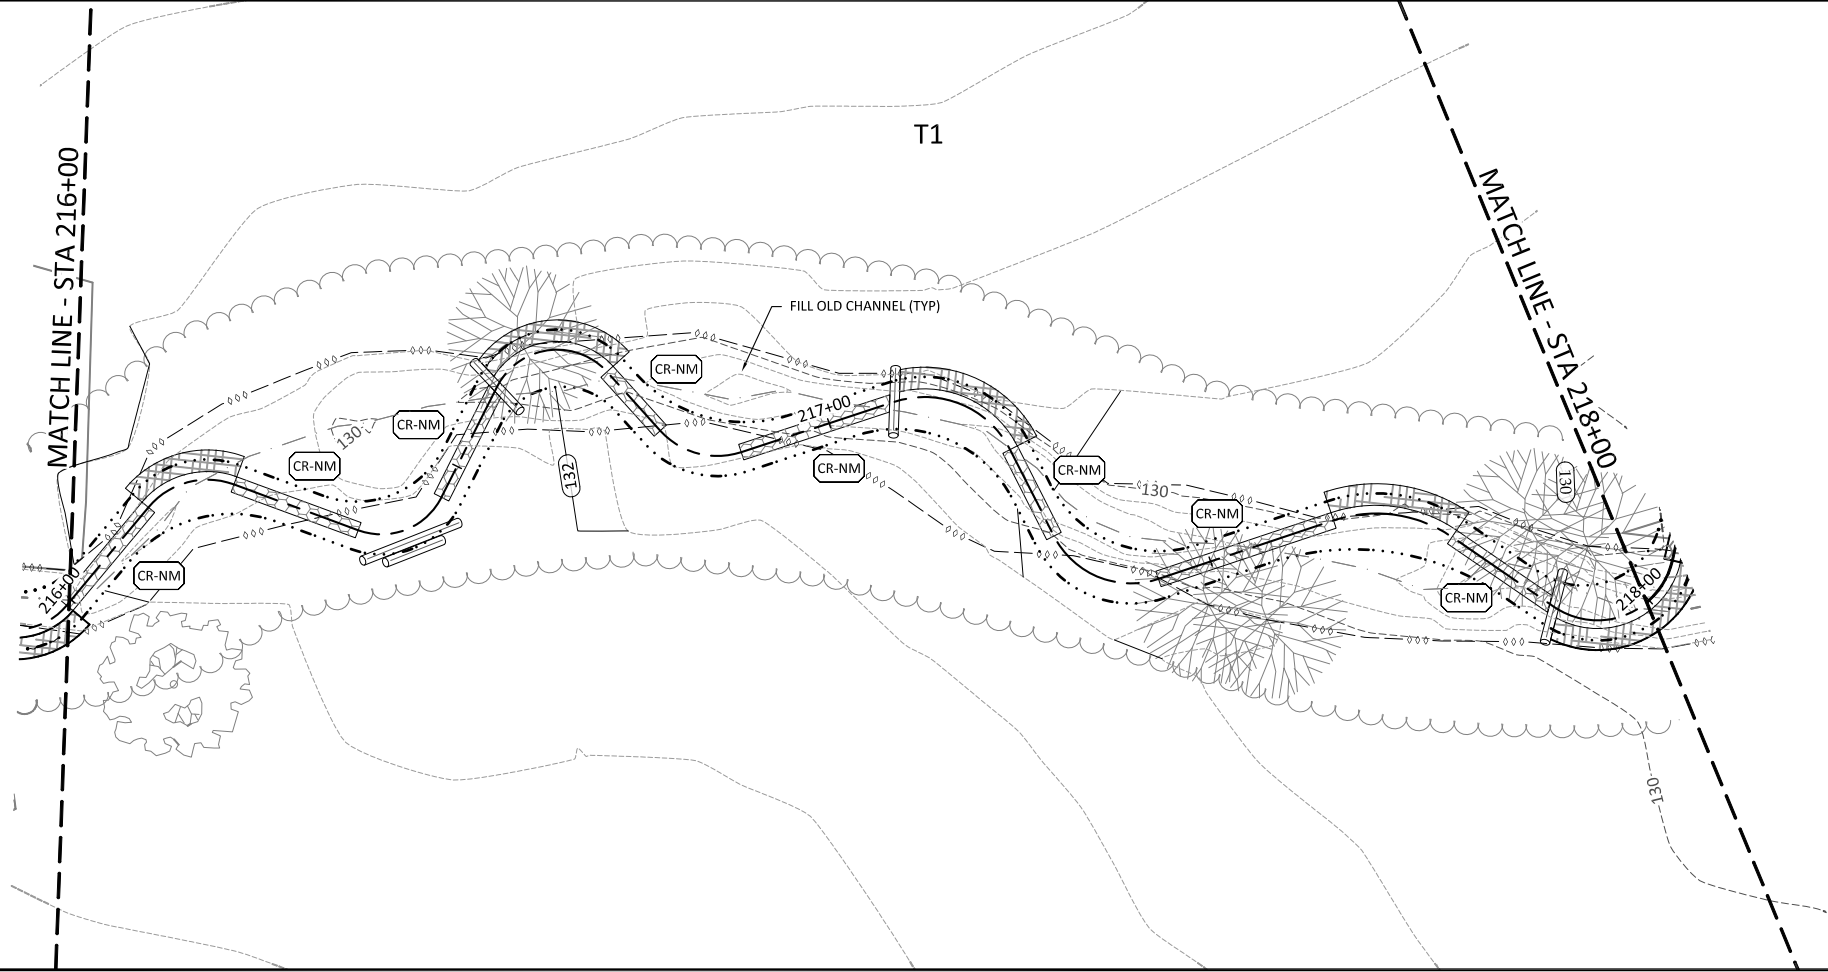 T1
MATCH LINE - STA 216+00
MATCH LINE - STA 218+00
FILL OLD CHANNEL (TYP)
CR-NM
217+00
CR-NM
130
CR-NM
CR-NM
CR-NM
132
130
130
CR-NM
216+00
CR-NM
CR-NM
218+00
130